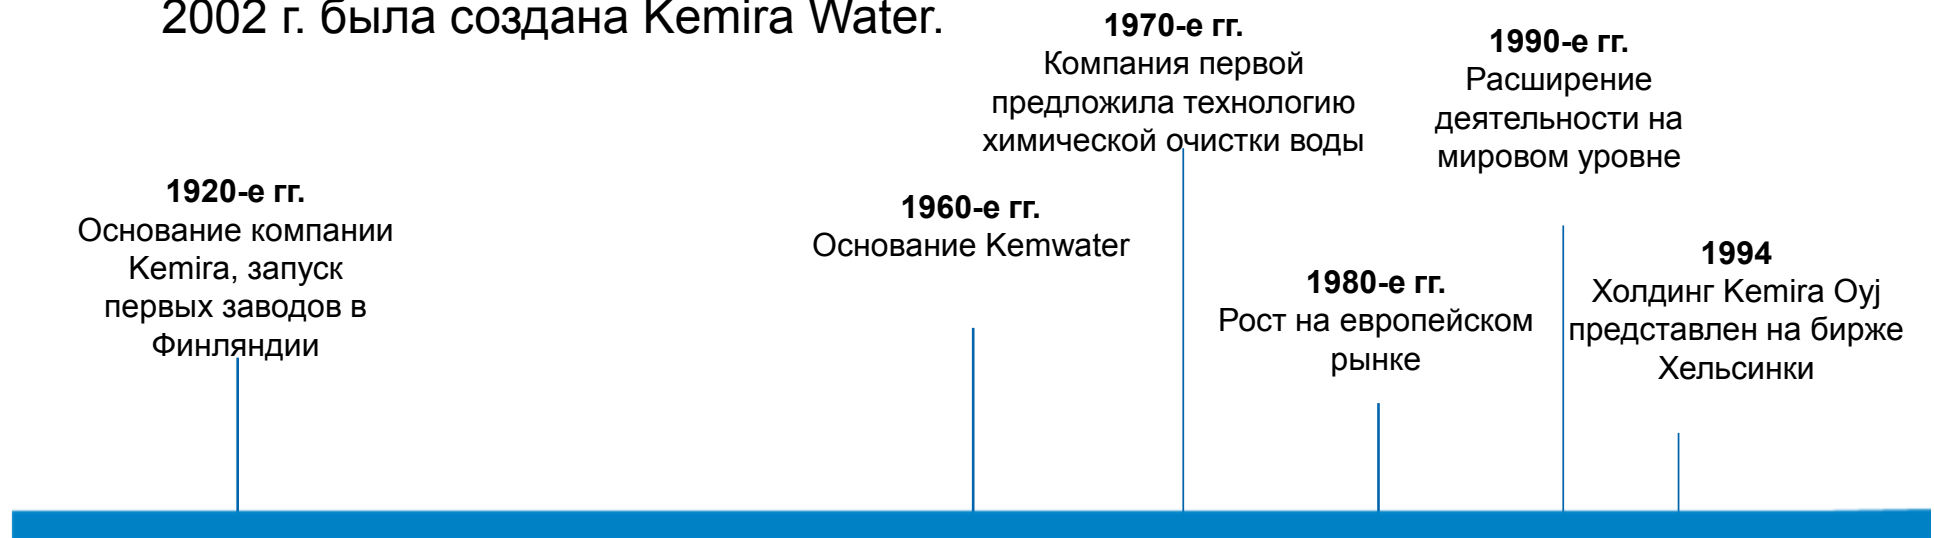 2002 г. была создана Kemira Water.
1920-е гг.
Основание компании
Kemira, запуск
первых заводов в
Финляндии
1960-е гг.
Основание Kemwater
1970-е гг.
Компания первой
предложила технологию
химической очистки воды
1980-е гг.
Рост на европейском
рынке
1990-е гг.
Расширение
деятельности на
мировом уровне
1994
Холдинг Kemira Oyj
представлен на бирже
Хельсинки